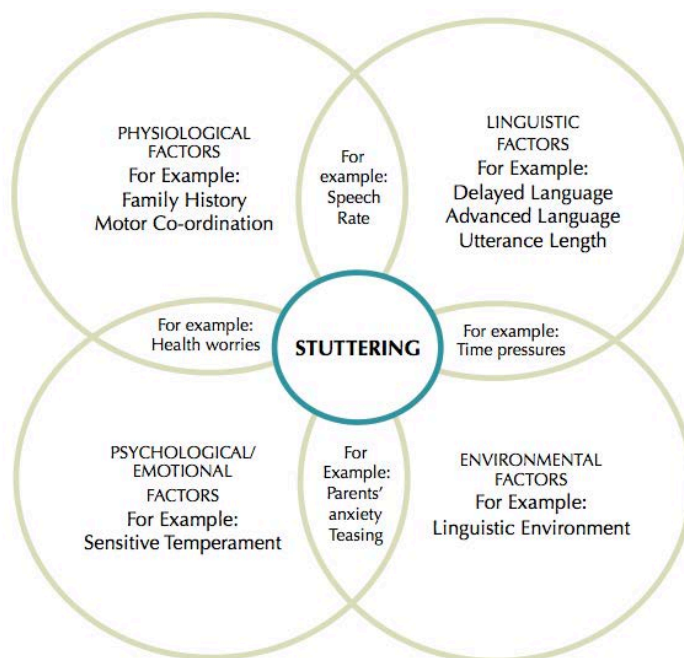 PHYSIOLOGICAL
FACTORS
For Example:
Family History
Motor Co-ordination
For
example:
Speech
Rate
LINGUISTIC
FACTORS
For Example:
Delayed Language
Advanced Language
Utterance Length
For example:
Health worries
STUTTERING
For example:
Time pressures
PSYCHOLOGICAL/
EMOTIONAL
FACTORS
For Example:
Sensitive Temperament
For
Example:
Parents’
anxiety
Teasing
ENVIRONMENTAL
FACTORS
For Example:
Linguistic Environment